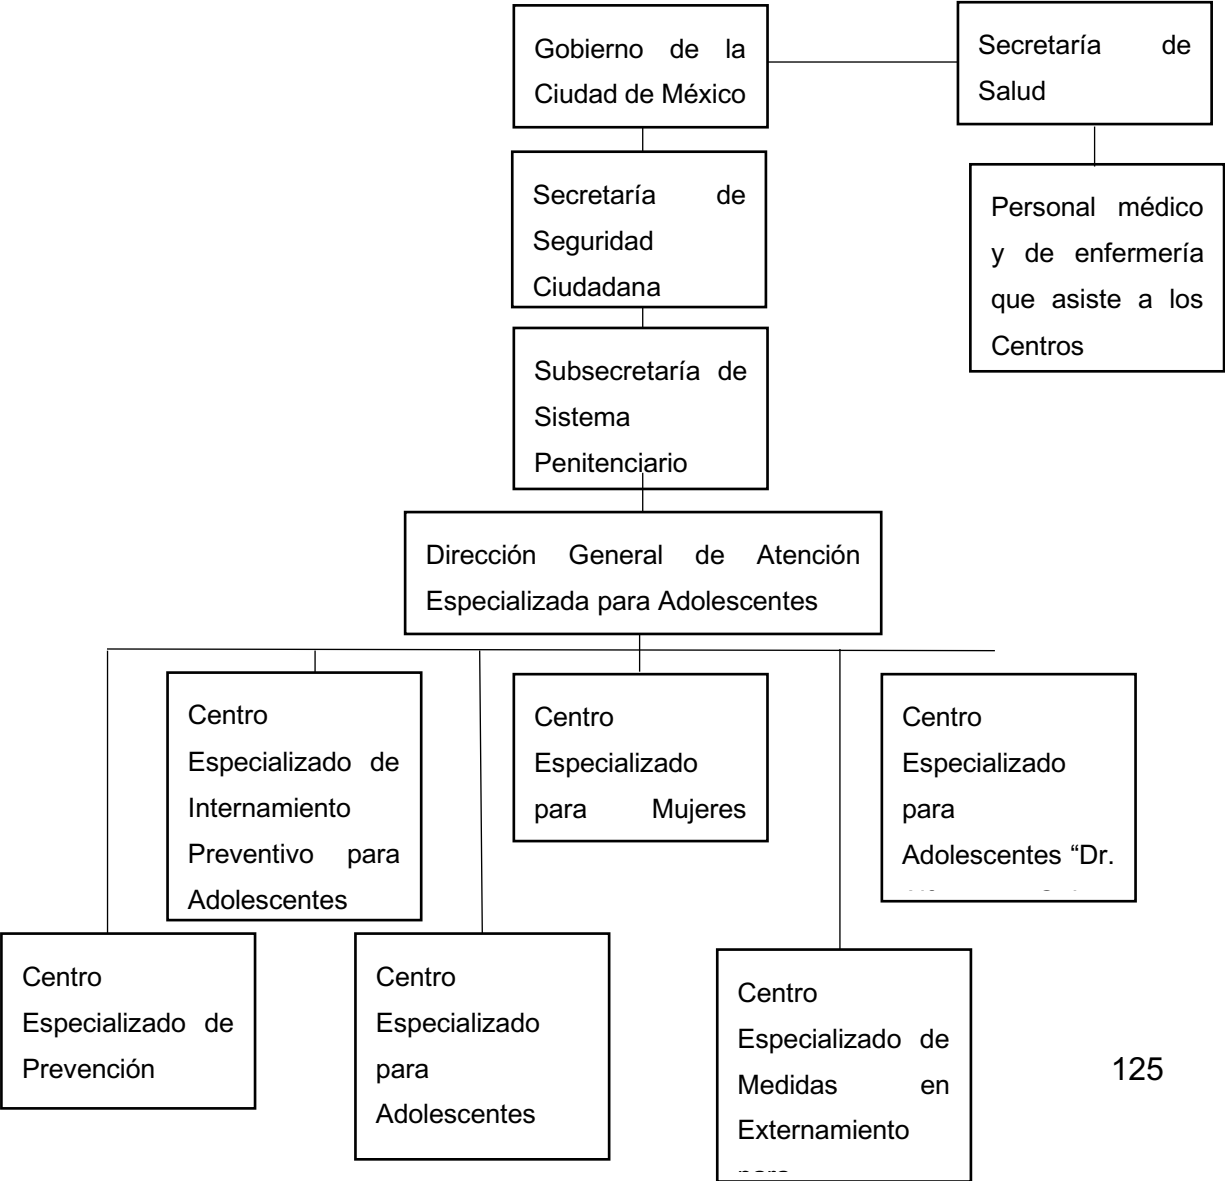 Gobierno de la
Ciudad de México
Secretaría de
Salud
Secretaría de
Seguridad
Ciudadana
Personal médico
y de enfermería
que asiste a los
Centros
Subsecretaría de
Sistema
Penitenciario
Dirección General de Atención
Especializada para Adolescentes
Centro
Especializado de
Internamiento
Preventivo para
Adolescentes
Centro
Especializado
para Mujeres
Centro
Especializado
para
Adolescentes “Dr.
Centro
Especializado de
Prevención
Centro
Especializado
para
Adolescentes
Centro
Especializado de
Medidas en
Externamiento
para
125